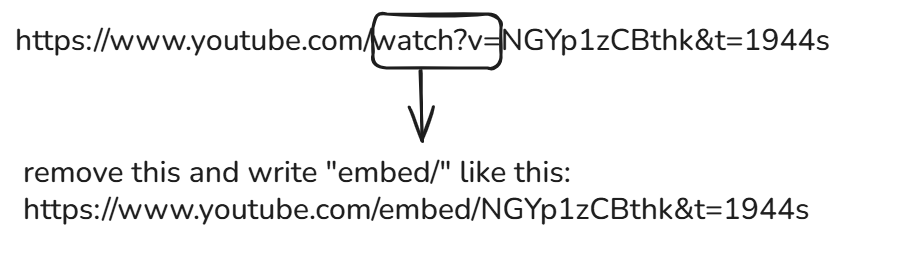 https://www.youtube.com/watch?v=NGYp1zCBthk&t=1944s
remove this and write "embed/" like this:
https://www.youtube.com/embed/NGYp1zCBthk&t=1944s